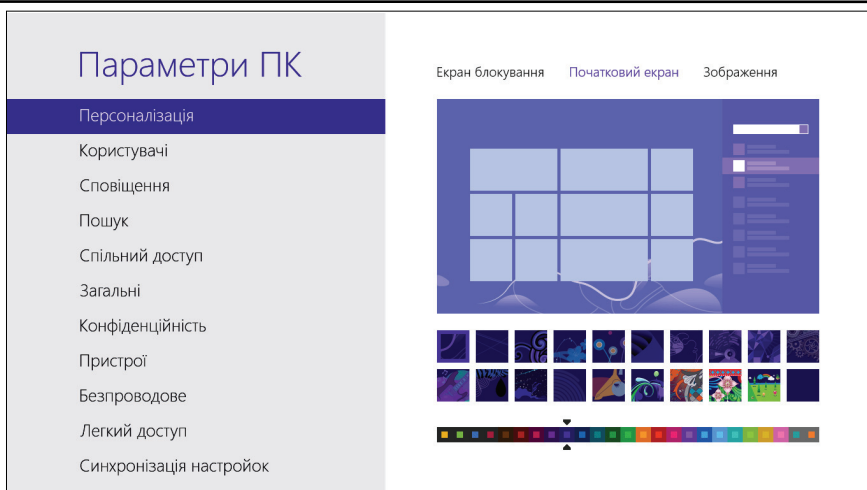 Параметри ПК
Персоналізація
Користувачі
Сповіщення
Пошук
Спільний доступ
Загальні
Конфіденційність
Пристрої
Безпроводове
Легкий доступ
Синхронізація настройок
Екран блокування Початковий екран Зображення